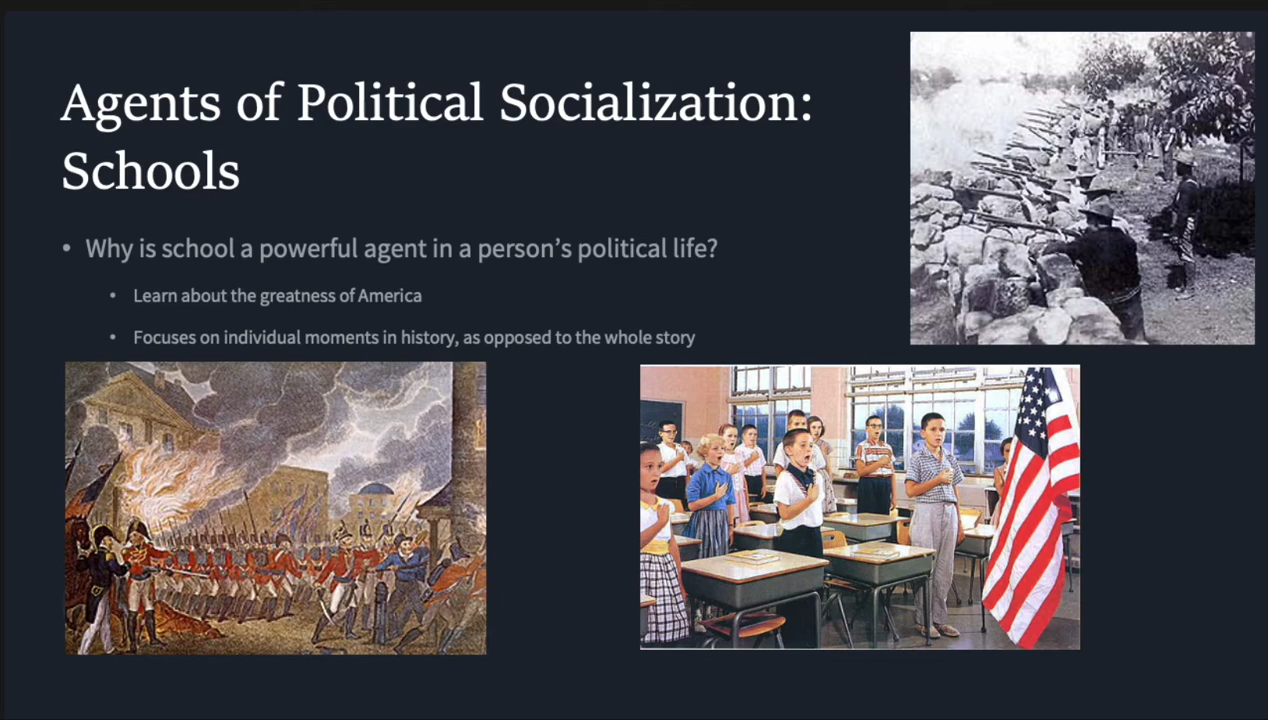 Agents of Political Socialization:
Schools
• Why is school a powerful agent in a person’s political life?
• Learn about the greatness of America
• Focuses on individual moments in history, as opposed to the whole story